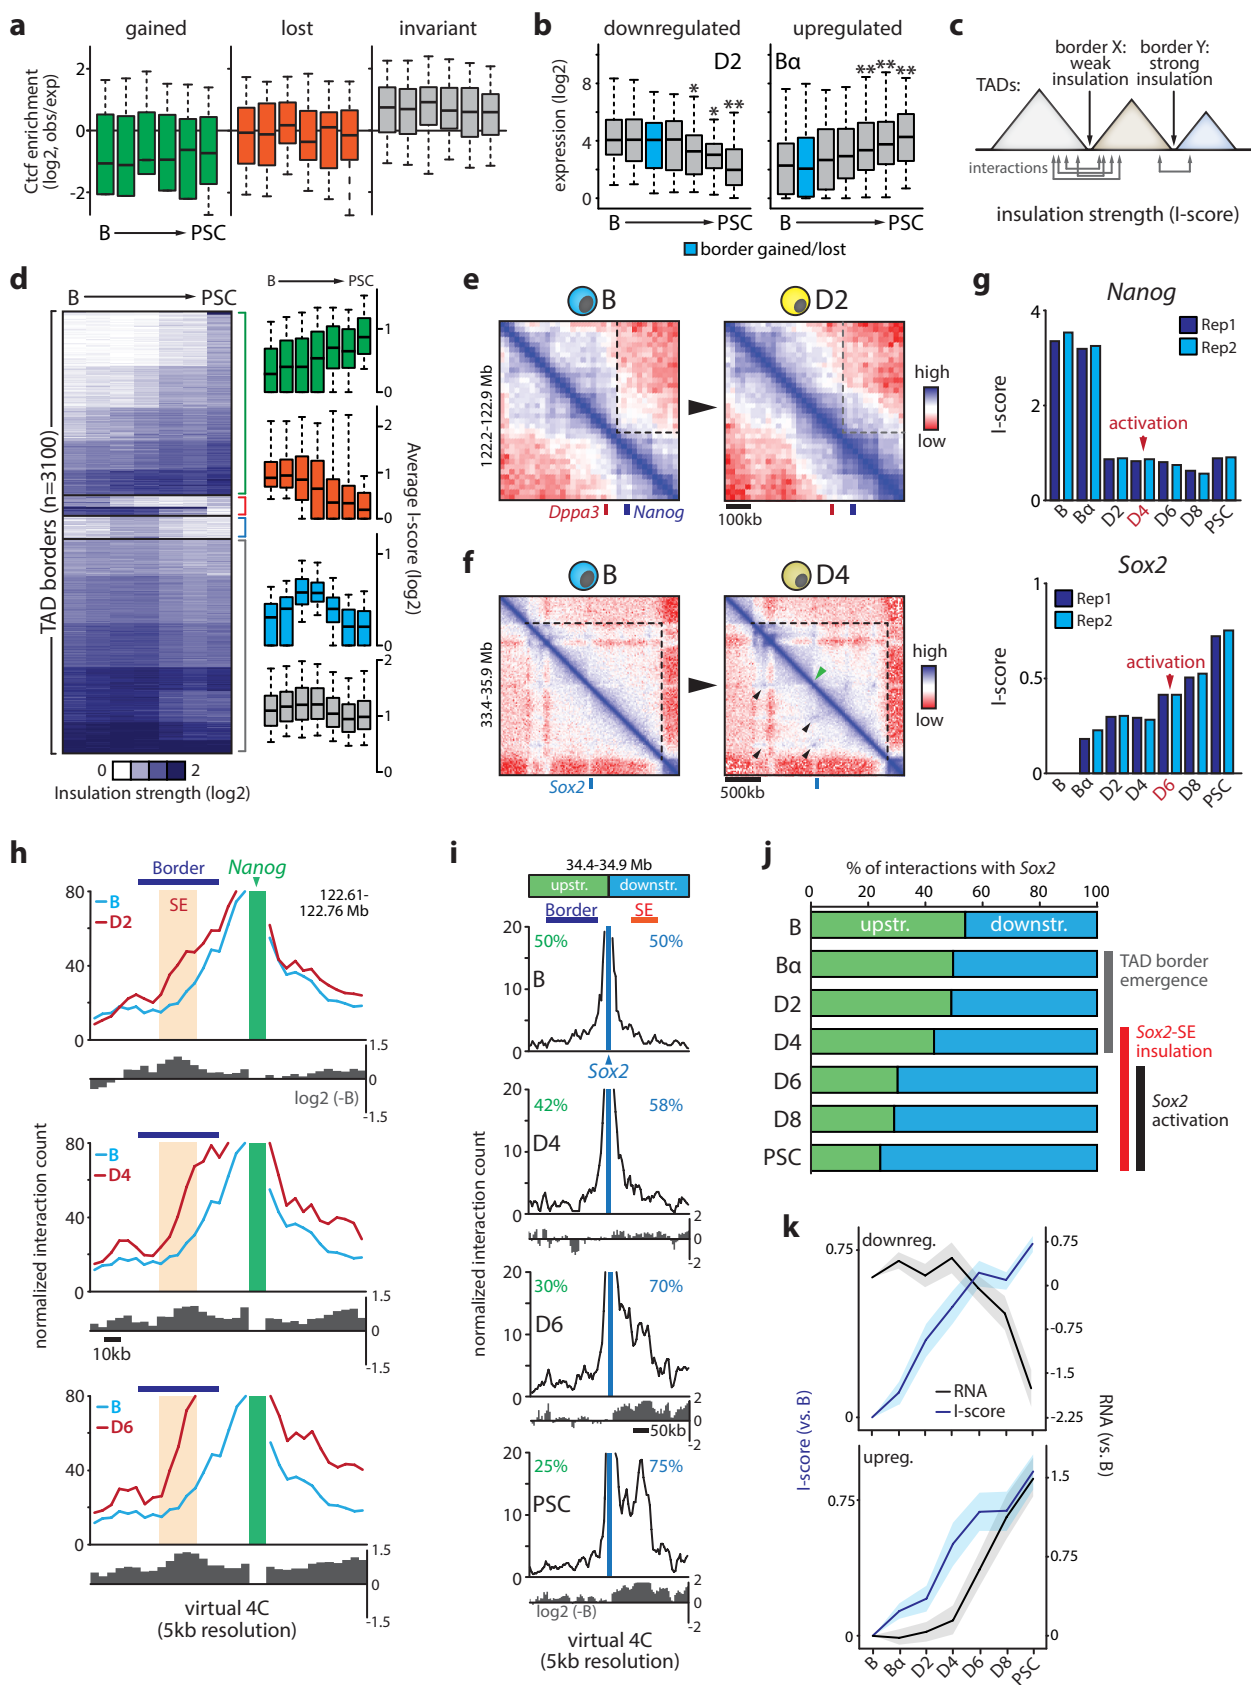 a
gained
lost
invariant
Ctcf enrichment
(log2, obs/exp)
2
0
-2
B
PSC
b
downregulated
upregulated
D2
Bα
expression (log2)
8
4
0
*
*
**
**
**
**
B
PSC
B
PSC
border gained/lost
c
border X:
weak
insulation
border Y:
strong
insulation
TADs:
interactions
insulation strength (I-score)
d
B
PSC
TAD borders (n=3100)
0
2
Insulation strength (log2)
B
PSC
1
0
2
1
0
1
0
2
1
0
Average I-score (log2)
e
B
D2
122.2-122.9 Mb
Dppa3
Nanog
100kb
high
low
f
B
D4
33.4-35.9 Mb
Sox2
500kb
high
low
g
Nanog
Rep1
Rep2
I-score
4
2
0
activation
B
Bα
D2
D4
D6
D8
PSC
Sox2
Rep1
Rep2
I-score
1
0.5
0
activation
B
Bα
D2
D4
D6
D8
PSC
h
Border
Nanog
SE
122.61-
122.76 Mb
B
D2
80
40
0
1.5
0
-1.5
log2 (-B)
normalized interaction count
B
D4
80
40
0
1.5
0
-1.5
10kb
B
D6
80
40
0
1.5
0
-1.5
virtual 4C
(5kb resolution)
i
34.4-34.9 Mb
upstr.
downstr.
Border
SE
20
10
0
50%
50%
B
Sox2
normalized interaction count
20
10
0
42%
58%
D4
2
0
-2
20
10
0
30%
70%
D6
2
0
-2
50kb
20
10
0
25%
75%
PSC
2
0
-2
log2 (-B)
virtual 4C
(5kb resolution)
j
% of interactions with Sox2
0
20
40
60
80
100
B
upstr.
downstr.
Bα
D2
D4
D6
D8
PSC
TAD border
emergence
Sox2-SE
insulation
Sox2
activation
k
downreg.
0.75
0
0.75
0
-0.75
-1.5
-2.25
RNA
I-score
I-score (vs. B)
RNA (vs. B)
upreg.
0.75
0
1.5
0.75
0
B
Bα
D2
D4
D6
D8
PSC